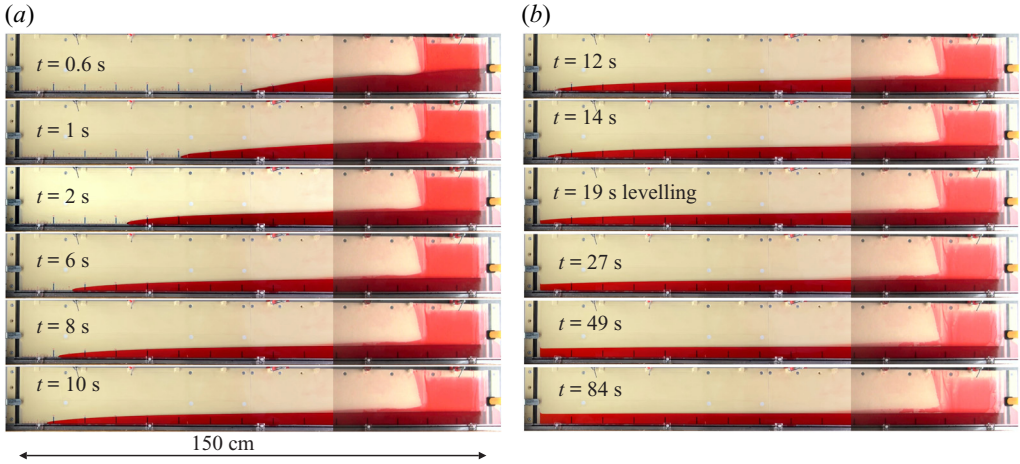 (a)
t = 0.6 s
t = 1 s
t = 2 s
t = 6 s
t = 8 s
t = 10 s
150 cm
(b)
t = 12 s
t = 14 s
t = 19 s levelling
t = 27 s
t = 49 s
t = 84 s